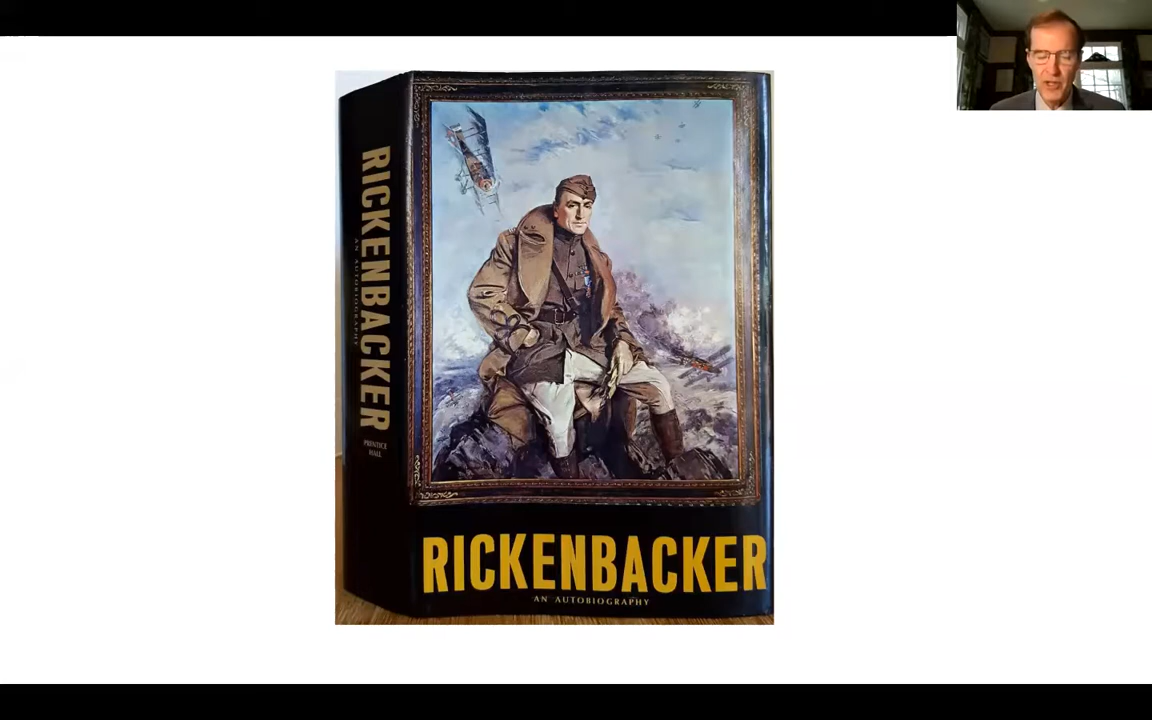 RICKENBACKER
AN AUTOBIOGRAPHY
PRENTICE
HALL
RICKENBACKER
AN AUTOBIOGRAPHY